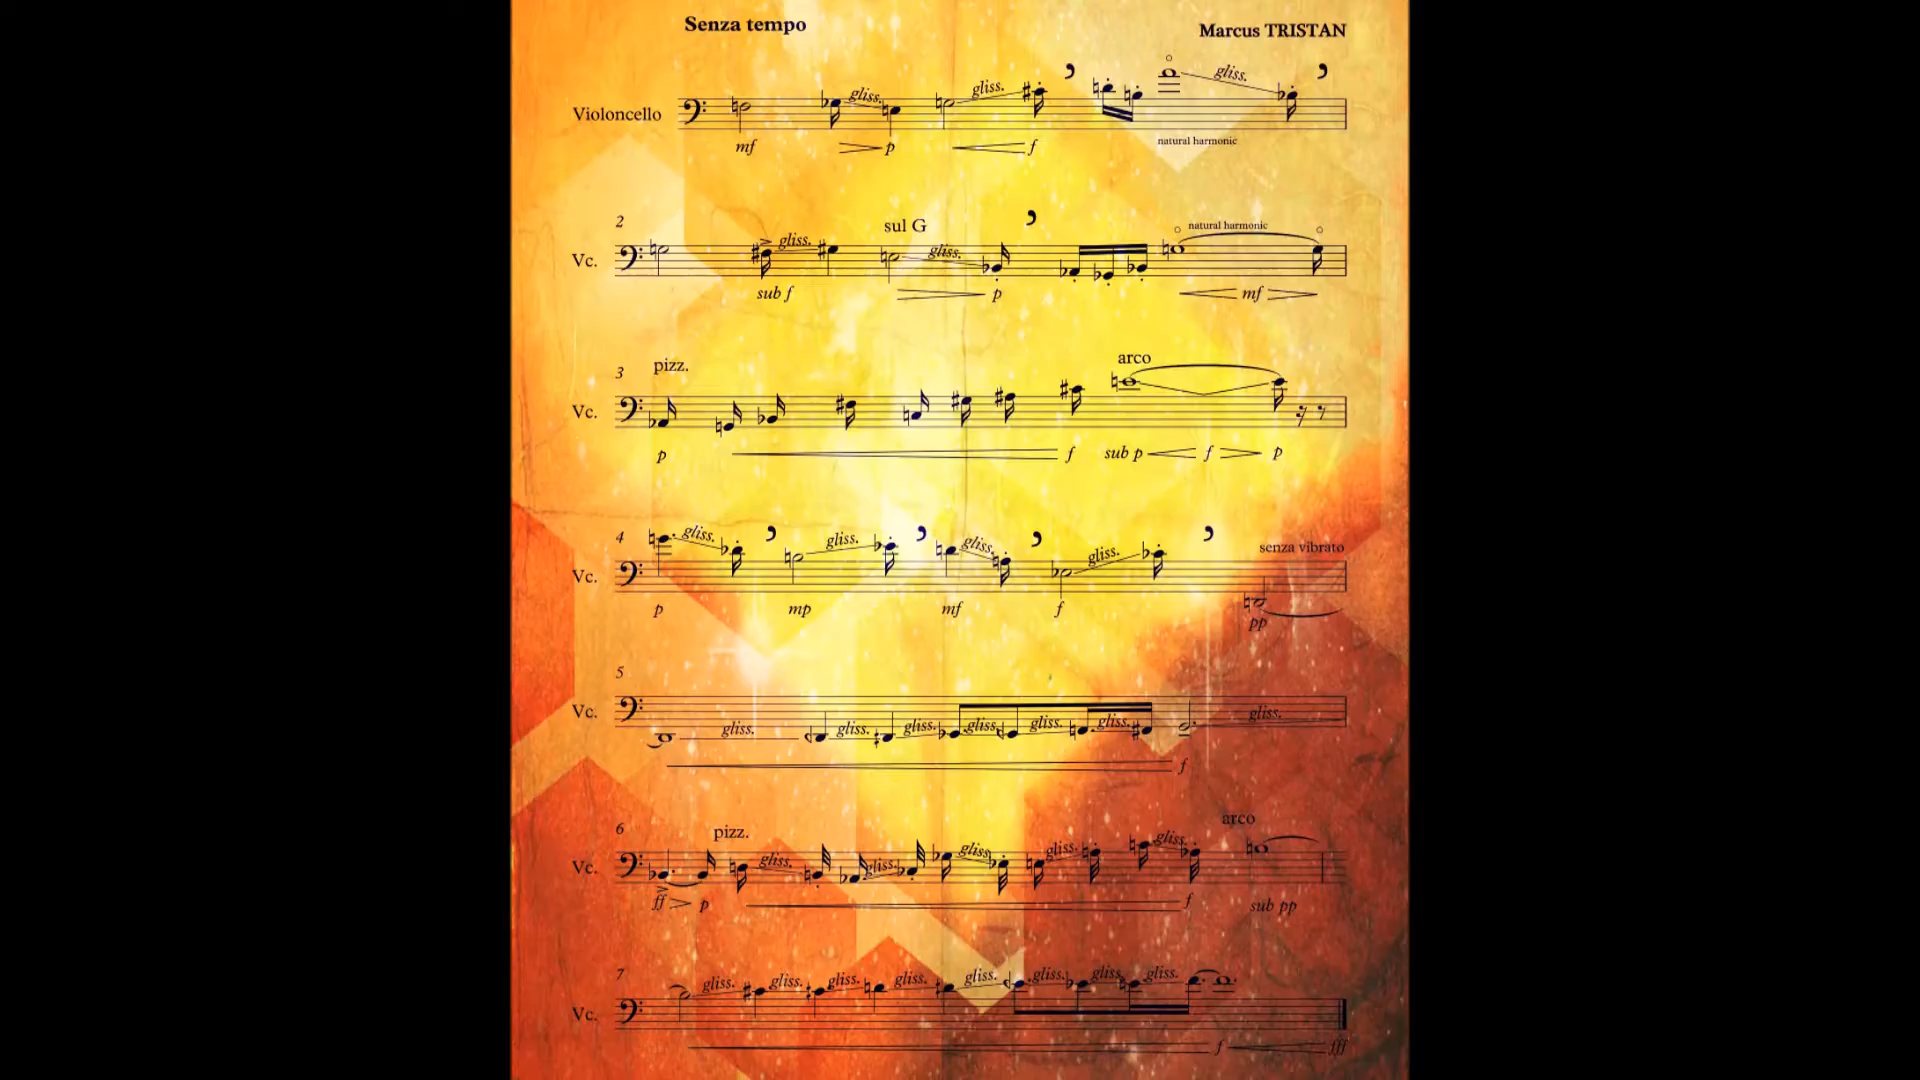 Senza tempo
Marcus TRISTAN
gliss. gliss. gliss.
Violoncello
mf p f natural harmonic
2 sul G natural harmonic
gliss. gliss.
Vc.
sub f p mf
3 pizz. arco
Vc.
p f sub p f p
4 gliss. gliss. gliss. gliss. senza vibrato
Vc.
p mp mf f pp
5
Vc.
gliss. gliss. gliss. gliss. gliss. gliss. gliss.
f
6 pizz. arco
Vc. gliss. gliss. gliss. gliss. gliss.
ff p f sub pp
7 gliss. gliss. gliss. gliss. gliss. gliss. gliss. gliss.
Vc.
f fff